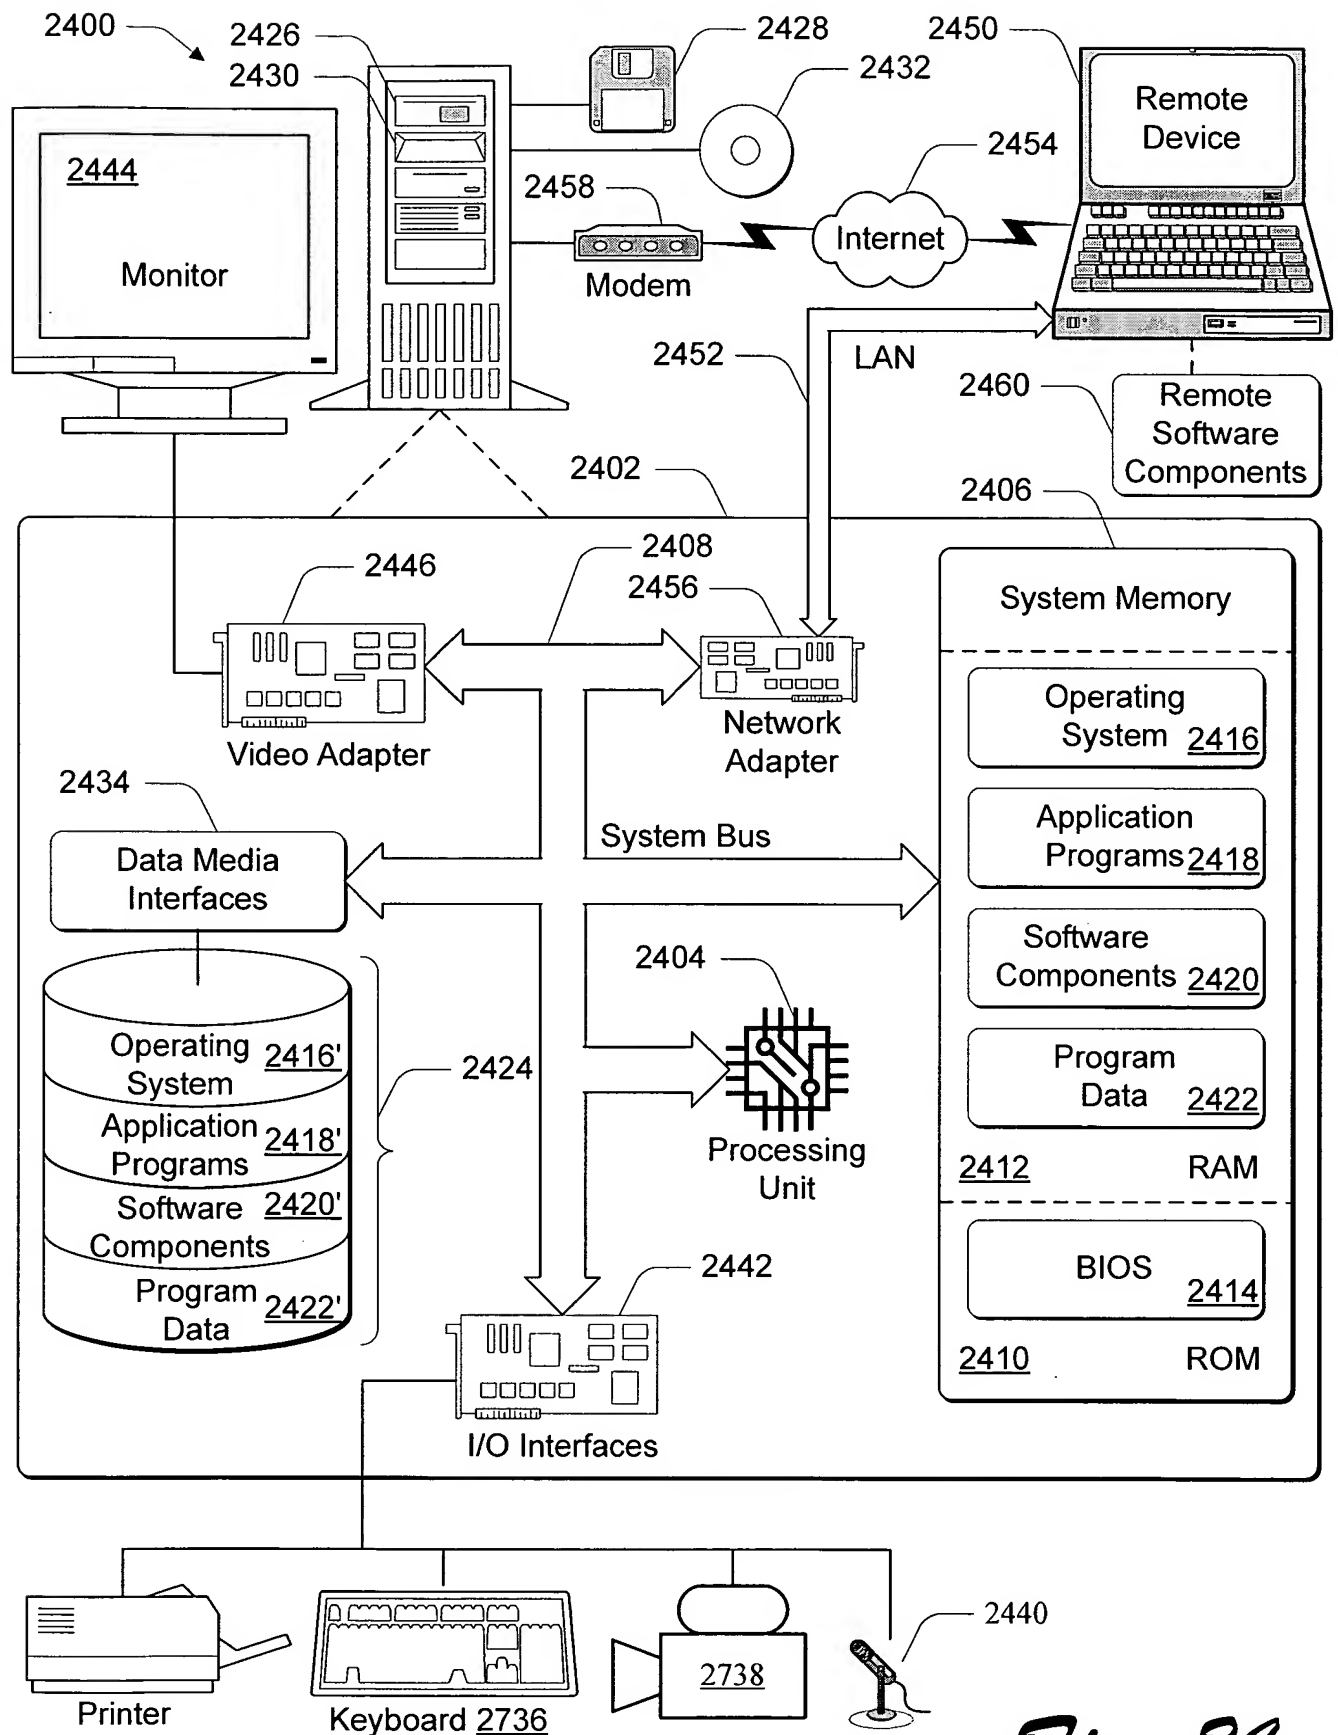 2400
2426
2430
2428
2432
2450
Remote
Device
2454
2444
Monitor
2458
Modem
Internet
2452
LAN
2460
Remote
Software
Components
2402
2406
2446
2408
2456
System Memory
Video Adapter
Network
Adapter
Operating
System 2416
2434
Data Media
Interfaces
System Bus
Application
Programs 2418
Software
Components 2420
2404
Processing
Unit
Program
Data 2422
2412 RAM
Operating
System 2416'
2424
Application
Programs 2418'
Software
Components 2420'
Program
Data 2422'
2442
I/O Interfaces
BIOS
2414
2410 ROM
Printer
Keyboard 2736
2738
2440